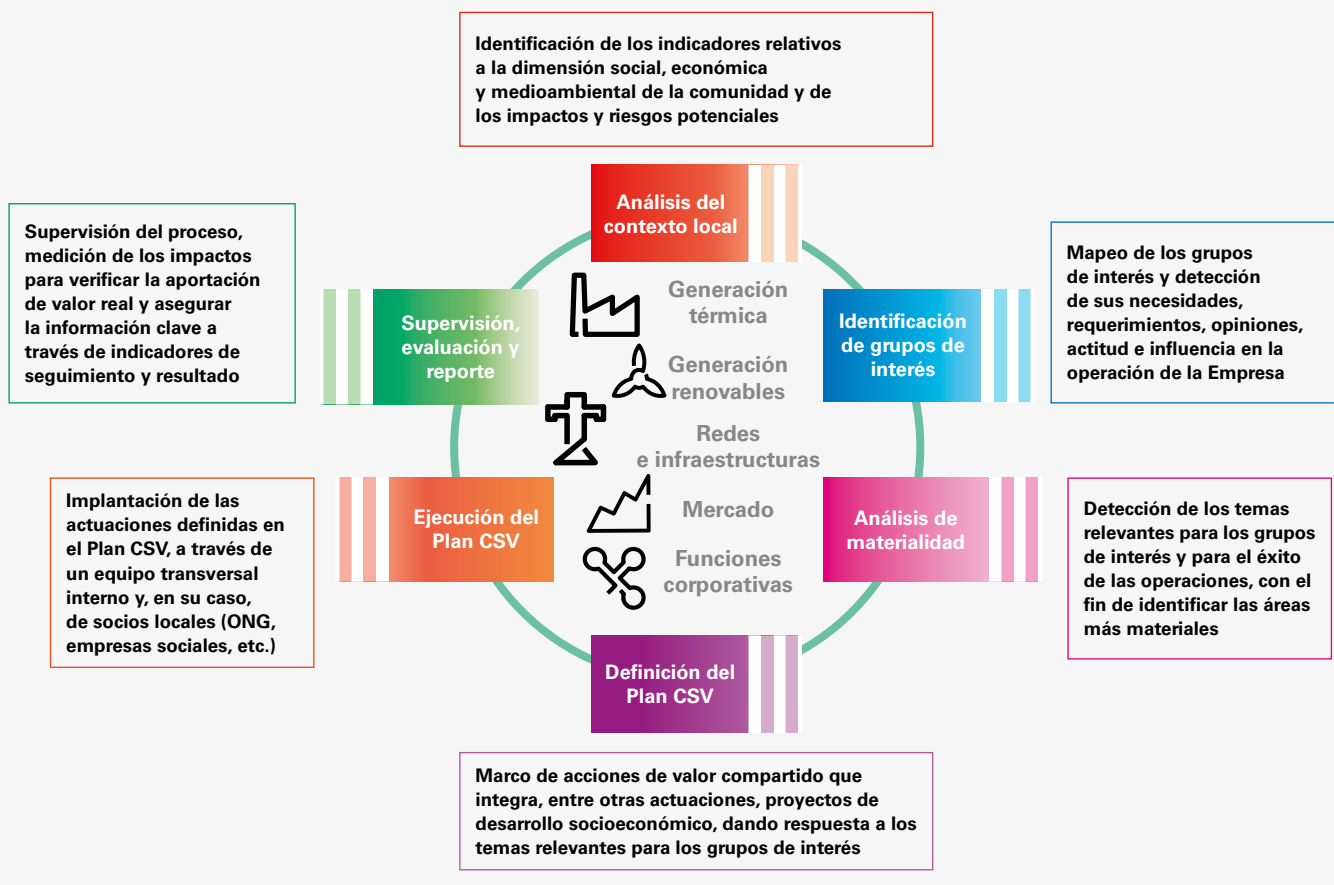 Identificación de los indicadores relativos
a la dimensión social, económica
y medioambiental de la comunidad y de
los impactos y riesgos potenciales
Análisis del
contexto local
Mapeo de los grupos
de interés y detección
de sus necesidades,
requerimientos, opiniones,
actitud e influencia en la
operación de la Empresa
Identificación
de grupos de
interés
Detección de los temas
relevantes para los grupos
de interés y para el éxito
de las operaciones, con el
fin de identificar las áreas
más materiales
Análisis de
materialidad
Definición del
Plan CSV
Marco de acciones de valor compartido que
integra, entre otras actuaciones, proyectos de
desarrollo socioeconómico, dando respuesta a los
temas relevantes para los grupos de interés
Ejecución del
Plan CSV
Implantación de las
actuaciones definidas en
el Plan CSV, a través de
un equipo transversal
interno y, en su caso,
de socios locales (ONG,
empresas sociales, etc.)
Supervisión,
evaluación y
reporte
Supervisión del proceso,
medición de los impactos
para verificar la aportación
de valor real y asegurar
la información clave a
través de indicadores de
seguimiento y resultado
Generación
térmica
Generación
renovables
Redes
e infraestructuras
Mercado
Funciones
corporativas